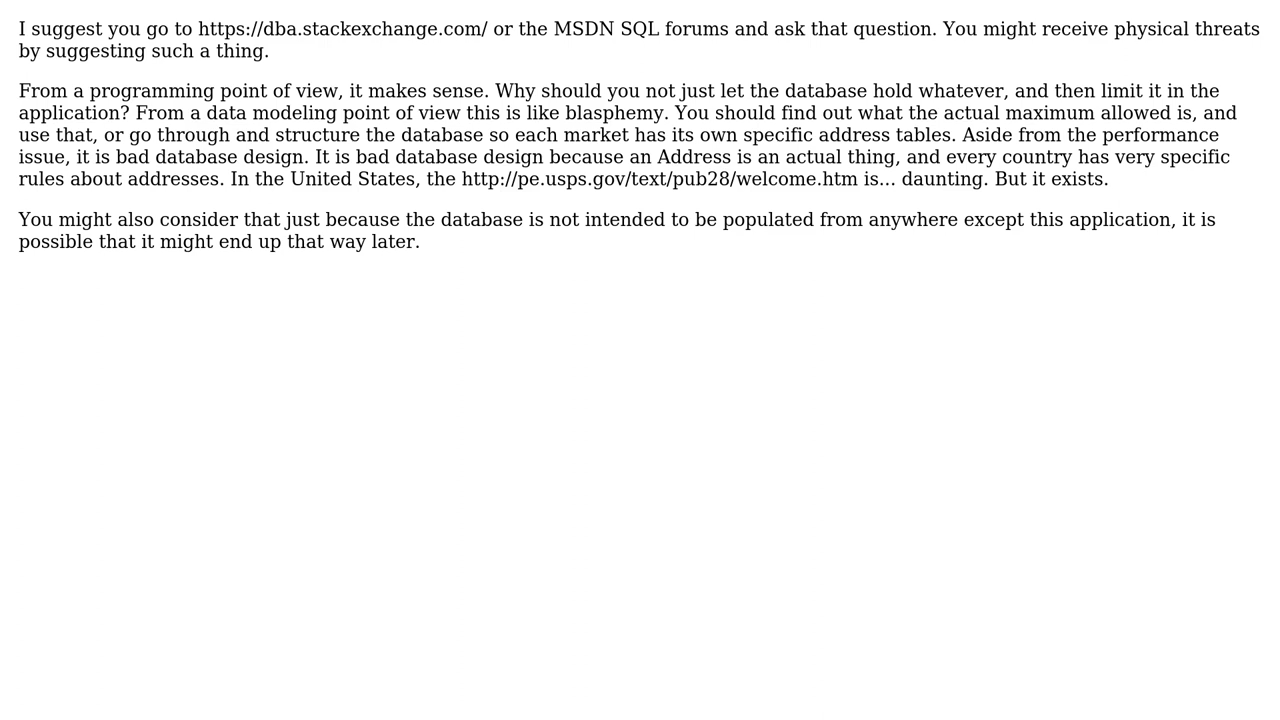 I suggest you go to https://dba.stackexchange.com/ or the MSDN SQL forums and ask that question. You might receive physical threats
by suggesting such a thing.
From a programming point of view, it makes sense. Why should you not just let the database hold whatever, and then limit it in the
application? From a data modeling point of view this is like blasphemy. You should find out what the actual maximum allowed is, and
use that, or go through and structure the database so each market has its own specific address tables. Aside from the performance
issue, it is bad database design. It is bad database design because an Address is an actual thing, and every country has very specific
rules about addresses. In the United States, the http://pe.usps.gov/text/pub28/welcome.htm is... daunting. But it exists.
You might also consider that just because the database is not intended to be populated from anywhere except this application, it is
possible that it might end up that way later.